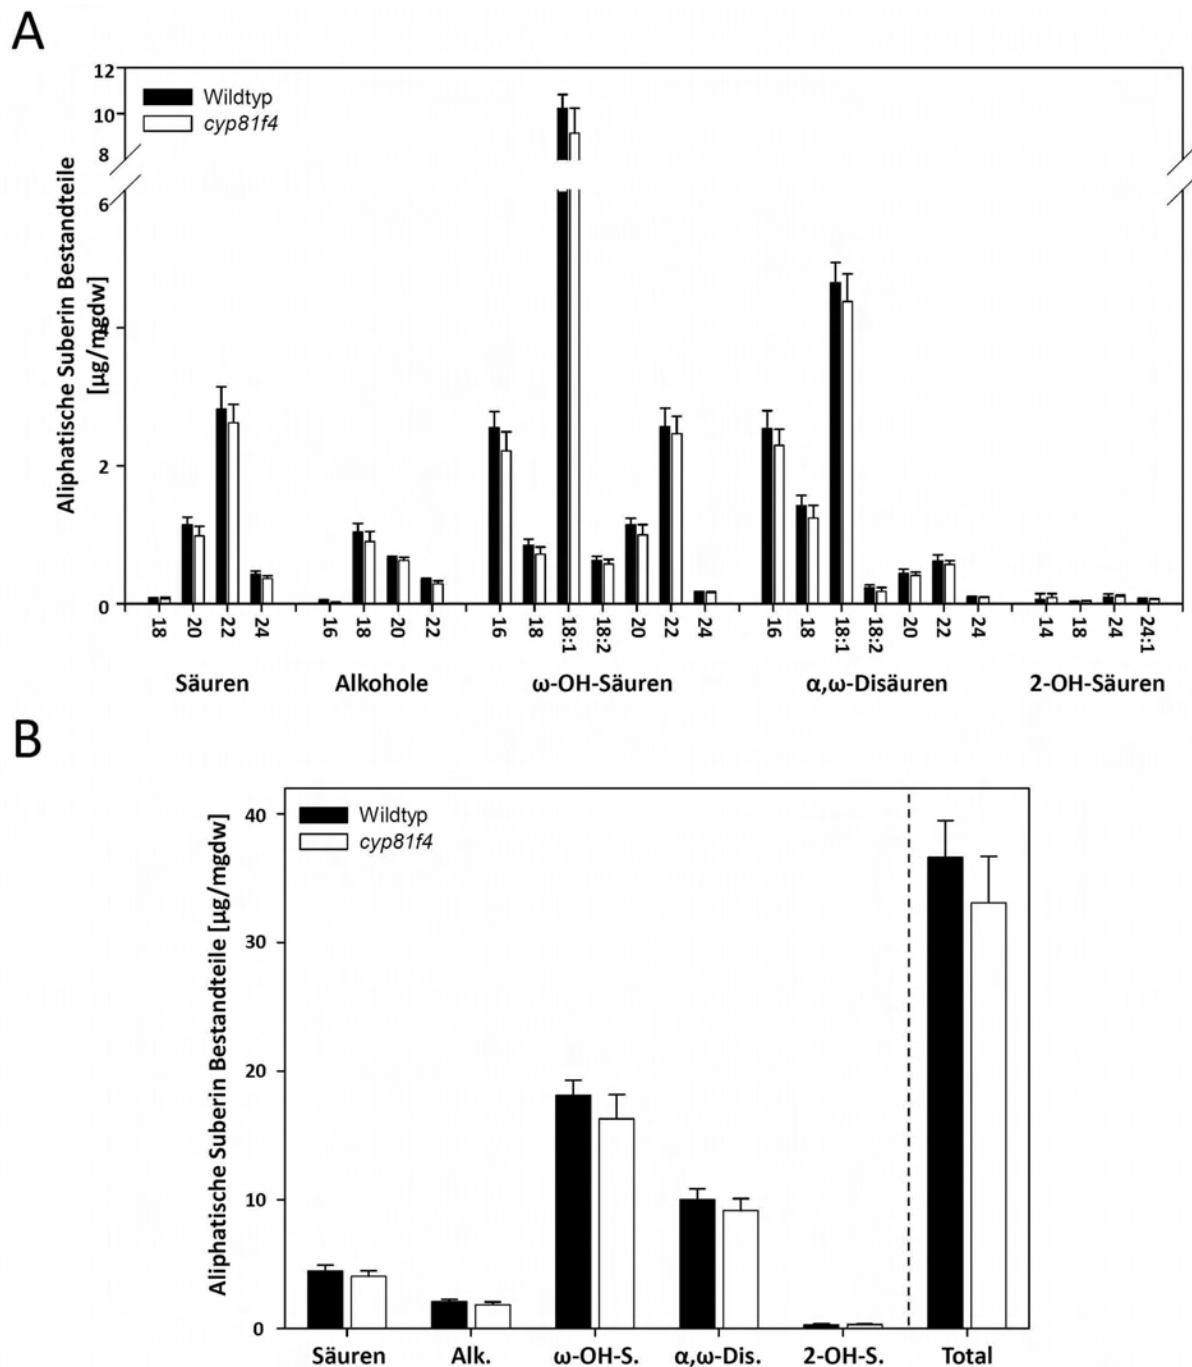 A
12
10
8
6
4
2
0
Aliphatische Suberin Bestandteile
[µg/mgdw]
Wildtyp
cyp81f4
18 20 22 24 16 18 20 22 16 18 18:1 18:2 20 22 24 16 18 18:1 18:2 20 22 24 14 18 24 24:1
Säuren Alkohole ω-OH-Säuren α,ω-Disäuren 2-OH-Säuren
B
40
30
20
10
0
Aliphatische Suberin Bestandteile [µg/mgdw]
Wildtyp
cyp81f4
Säuren Alk. ω-OH-S. α,ω-Dis. 2-OH-S. Total